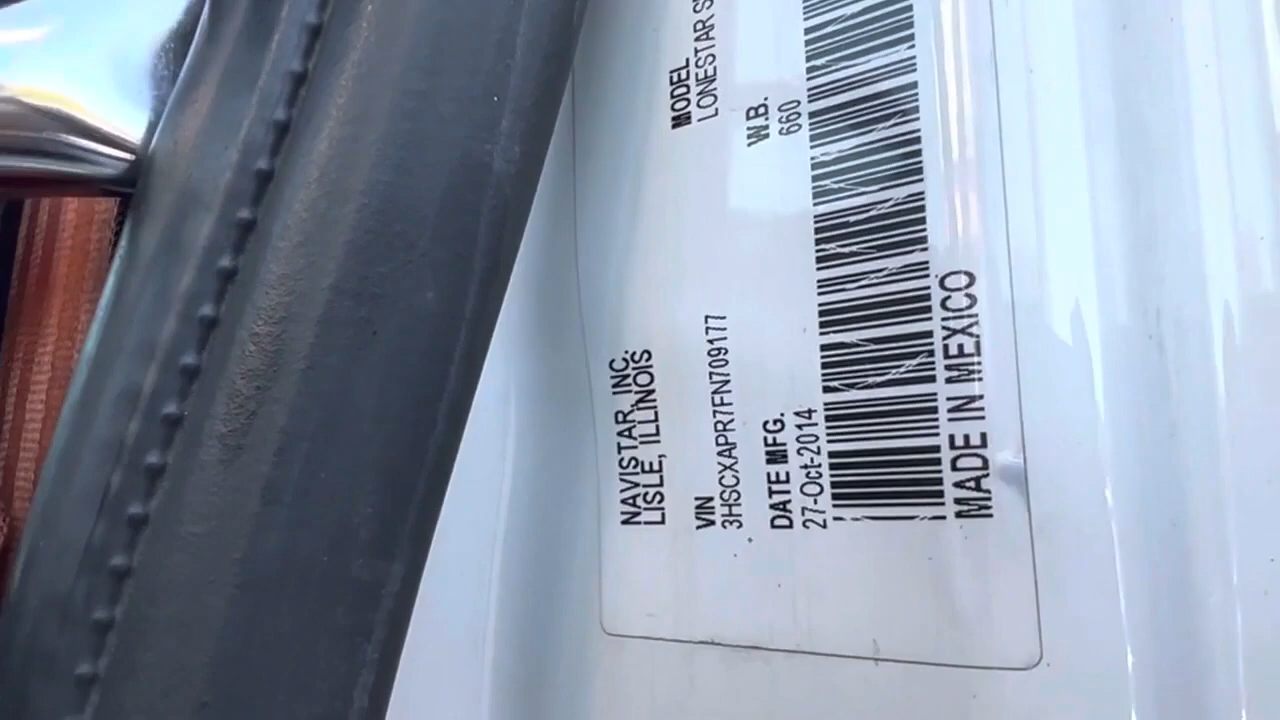 NAVISTAR, INC.
LISLE, ILLINOIS
MODEL
LONESTAR
VIN
3HSCXAPR7FN709177
W.B.
660
DATE MFG.
27-Oct-2014
MADE IN MEXICO